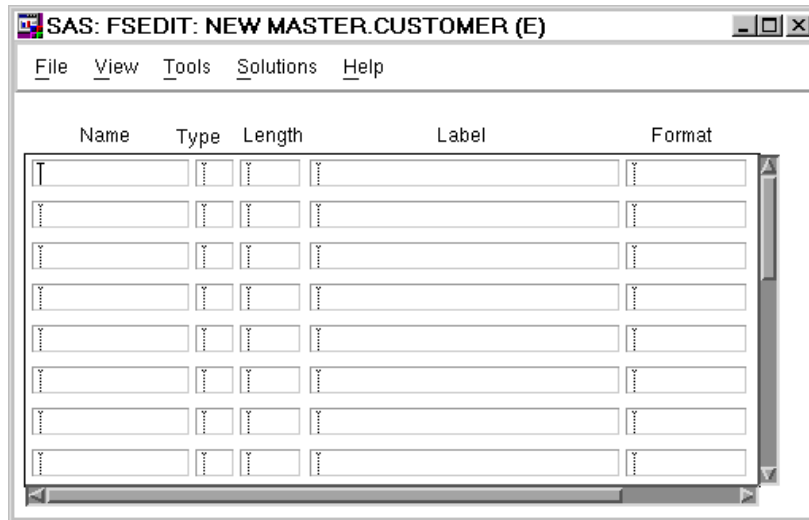 SAS: FSEDIT: NEW MASTER.CUSTOMER (E)
File View Tools Solutions Help
Name Type Length Label Format